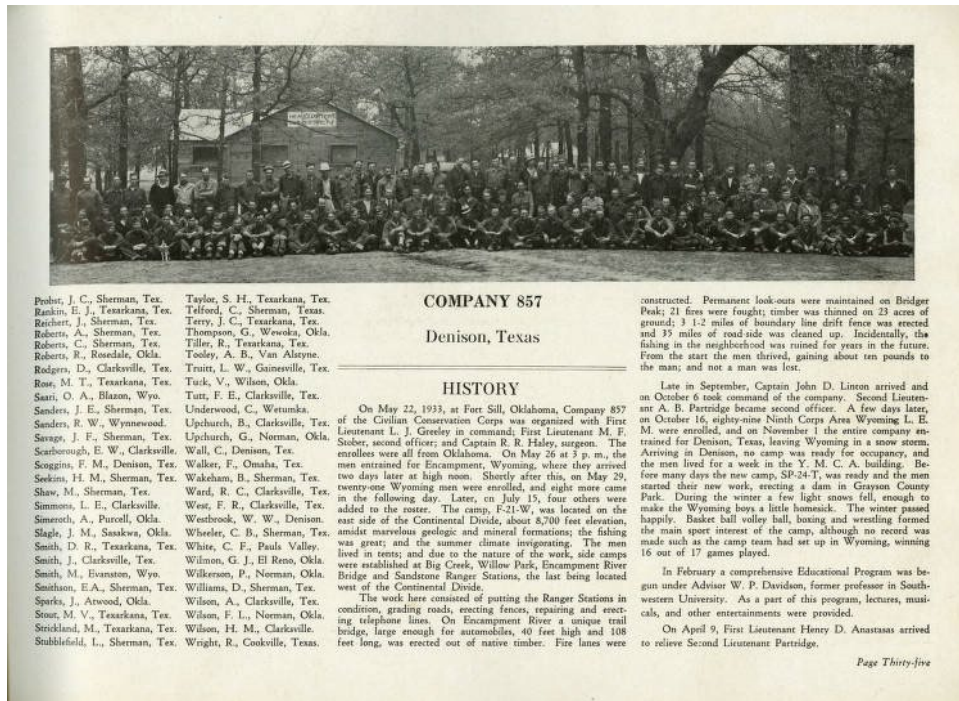 Probst, J. C., Sherman, Tex.
Rankin, E. J., Texarkana, Tex.
Reichert, J., Sherman, Tex.
Roberts, A., Sherman, Tex.
Roberts, C., Sherman, Tex.
Roberts, R., Rosedale, Okla.
Rodgers, D., Clarksville, Tex.
Rose, M. T., Texarkana, Tex.
Saari, O. A., Blazon, Wyo.
Sanders, J. E., Sherman, Tex.
Sanders, R. W., Wynnewood.
Savage, J. F., Sherman, Tex.
Scarborough, E. W., Clarksville.
Scoggins, F. M., Denison, Tex.
Seekins, H. M., Sherman, Tex.
Shaw, M., Sherman, Tex.
Simmons, L. E., Clarksville.
Simeroth, A., Purcell, Okla.
Slagle, J. M., Sasakwa, Okla.
Smith, D. R., Texarkana, Tex.
Smith, J., Clarksville, Tex.
Smith, M., Evanston, Wyo.
Smithson, E.A., Sherman, Tex.
Sparks, J., Atwood, Okla.
Stout, M. V., Texarkana, Tex.
Strickland, M., Texarkana, Tex.
Stubblefield, L., Sherman, Tex.
Taylor, S. H., Texarkana, Tex.
Telford, C., Sherman, Texas.
Terry, J. C., Texarkana, Tex.
Thompson, G., Wewoka, Okla.
Tiller, R., Texarkana, Tex.
Tooley, A. B., Van Alstyne.
Truitt, L. W., Gainesville, Tex.
Tuck, V., Wilson, Okla.
Tutt, F. E., Clarksville, Tex.
Underwood, C., Wetumka.
Upchurch, B., Clarksville, Tex.
Upchurch, G., Norman, Okla.
Wall, C., Denison, Tex.
Walker, F., Omaha, Tex.
Wakeham, B., Sherman, Tex.
Ward, R. C., Clarksville, Tex.
West, F. R., Clarksville, Tex.
Westbrook, W. W., Denison.
Wheeler, C. B., Sherman, Tex.
White, C. F., Pauls Valley.
Wilmon, G. J., El Reno, Okla.
Wilkerson, P., Norman, Okla.
Williams, D., Sherman, Tex.
Wilson, A., Clarksville, Tex.
Wilson, F. L., Norman, Okla.
Wilson, H. M., Clarksville.
Wright, R., Cookville, Texas.
COMPANY 857
Denison, Texas
HISTORY
On May 22, 1933, at Fort Sill, Oklahoma, Company 857
of the Civilian Conservation Corps was organized with First
Lieutenant L. J. Greeley in command; First Lieutenant M. F.
Stober, second officer; and Captain R. R. Haley, surgeon. The
enrollees were all from Oklahoma. On May 26 at 3 p. m., the
men entrained for Encampment, Wyoming, where they arrived
two days later at high noon. Shortly after this, on May 29,
twenty-one Wyoming men were enrolled, and eight more came
in the following day. Later, cn July 15, four others were
added to the roster. The camp, F-21-W, was located on the
east side of the Continental Divide, about 8,700 feet elevation,
amidst marvelous geologic and mineral formations; the fishing
was great; and the summer climate invigorating. The men
lived in tents; and due to the nature of the work, side camps
were established at Big Creek, Willow Park, Encampment River
Bridge and Sandstone Ranger Stations, the last being located
west of the Continental Divide.
The work here consisted of putting the Ranger Stations in
condition, grading roads, erecting fences, repairing and erect-
ing telephone lines. On Encampment River a unique trail
bridge, large enough for automobiles, 40 feet high and 108
feet long, was erected out of native timber. Fire lanes were
constructed. Permanent look-outs were maintained on Bridger
Peak; 21 fires were fought; timber was thinned on 23 acres of
ground; 3 1-2 miles of boundary line drift fence was erected
and 35 miles of road-side was cleaned up. Incidentally, the
fishing in the neighborhood was ruined for years in the future.
From the start the men thrived, gaining about ten pounds to
the man; and not a man was lost.
Late in September, Captain John D. Linton arrived and
on October 6 took command of the company. Second Lieuten-
ant A. B. Partridge became second officer. A few days later,
on October 16, eighty-nine Ninth Corps Area Wyoming L. E.
M. were enrolled, and on November 1 the entire company en-
trained for Denison, Texas, leaving Wyoming in a snow storm.
Arriving in Denison, no camp was ready for occupancy, and
the men lived for a week in the Y. M. C. A. building. Be-
fore many days the new camp, SP-24-T, was ready and the men
started their new work, erecting a dam in Grayson County
Park. During the winter a few light snows fell, enough to
make the Wyoming boys a little homesick. The winter passed
happily. Basket ball volley ball, boxing and wrestling formed
the main sport interest of the camp, although no record was
made such as the camp team had set up in Wyoming, winning
16 out of 17 games played.
In February a comprehensive Educational Program was be-
gun under Advisor W. P. Davidson, former professor in South-
western University. As a part of this program, lectures, musi-
cals, and other entertainments were provided.
On April 9, First Lieutenant Henry D. Anastasas arrived
to relieve Second Lieutenant Partridge.
Page Thirty-five